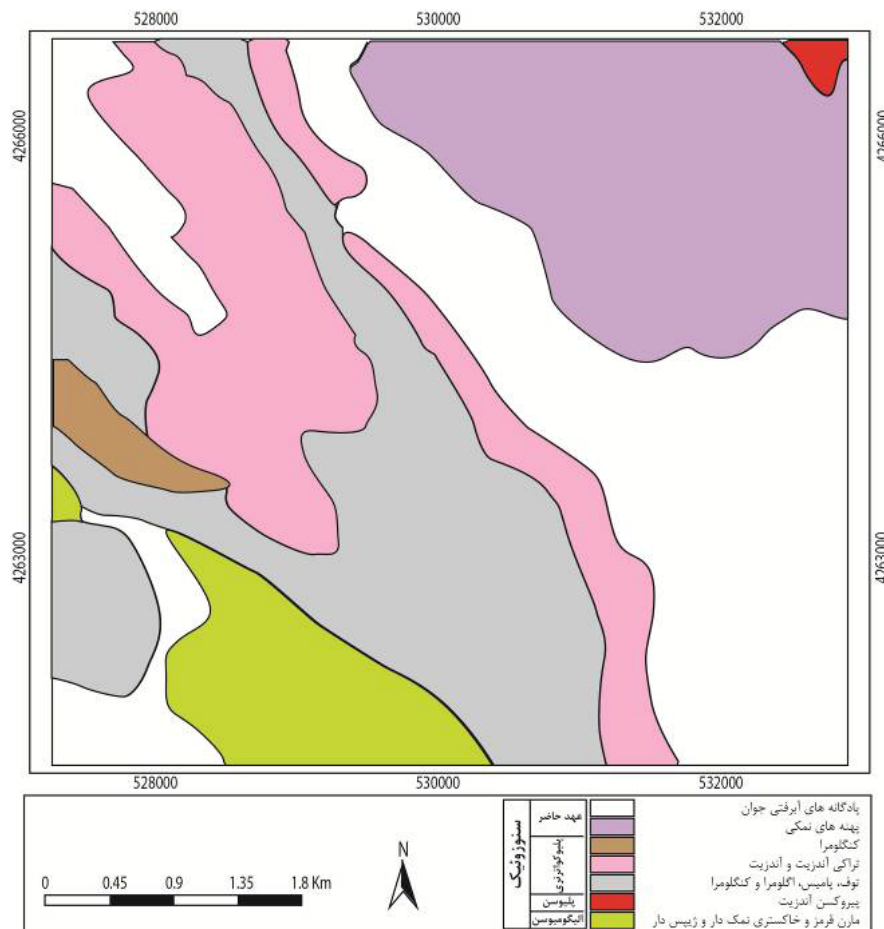 528000 530000 532000
4266000 4266000
4263000 4263000
528000 530000 532000
N
0 0.45 0.9 1.35 1.8 Km
سنوزوئیک
عهد حاضر
پلیوکواترنری
پلیوسن
الیگومیوسن
پادگانه های آبرفتی جوان
پهنه های نمکی
کنگلومرا
تراکی آندزیت و آندزیت
توف، پامیس، اگلومرا و کنگلومرا
پیروکسن آندزیت
مارن قرمز و خاکستری نمک دار و ژیپس دار